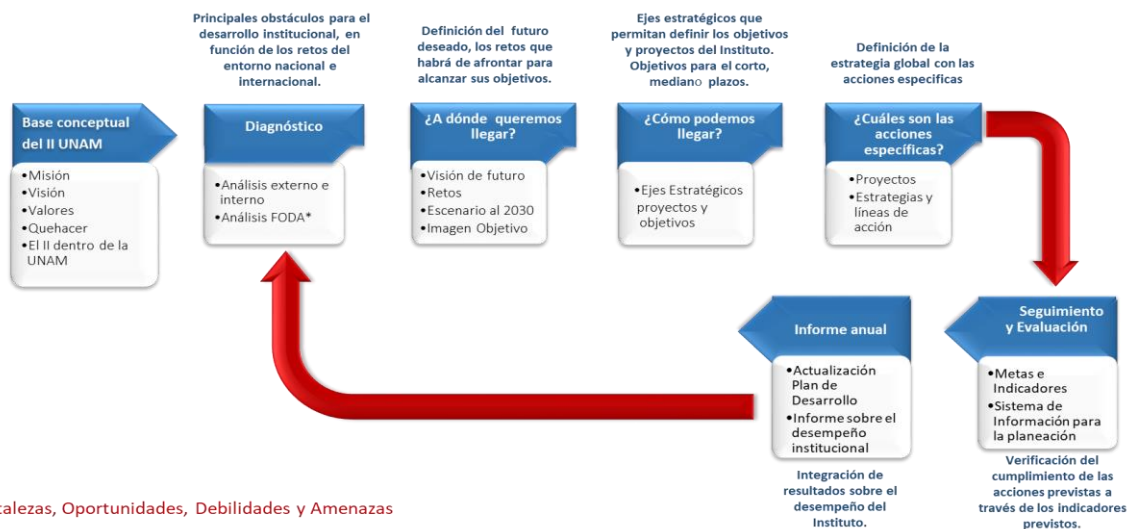 Principales obstáculos para el
desarrollo institucional, en
función de los retos del
entorno nacional e
internacional.
Definición del futuro
deseado, los retos que
habrá de afrontar para
alcanzar sus objetivos.
Ejes estratégicos que
permitan definir los objetivos
y proyectos del Instituto.
Objetivos para el corto,
mediano plazos.
Definición de la
estrategia global con las
acciones especificas
Base conceptual
del II UNAM
•Misión
•Visión
•Valores
•Quehacer
•El II dentro de la
UNAM
Diagnóstico
•Análisis externo e
interno
•Análisis FODA*
¿A dónde queremos
llegar?
•Visión de futuro
•Retos
•Escenario al 2030
•Imagen Objetivo
¿Cómo podemos
llegar?
•Ejes Estratégicos
proyectos y
objetivos
¿Cuáles son las
acciones
específicas?
•Proyectos
•Estrategias y
líneas de
acción
Informe anual
•Actualización
Plan de
Desarrollo
•Informe sobre el
desempeño
institucional
Integración de
resultados sobre el
desempeño del
Instituto.
Seguimiento
y Evaluación
•Metas e
Indicadores
•Sistema de
Información para
la planeación
Verificación del
cumplimiento de las
acciones previstas a
través de los indicadores
previstos.
talezas, Oportunidades, Debilidades y Amenazas